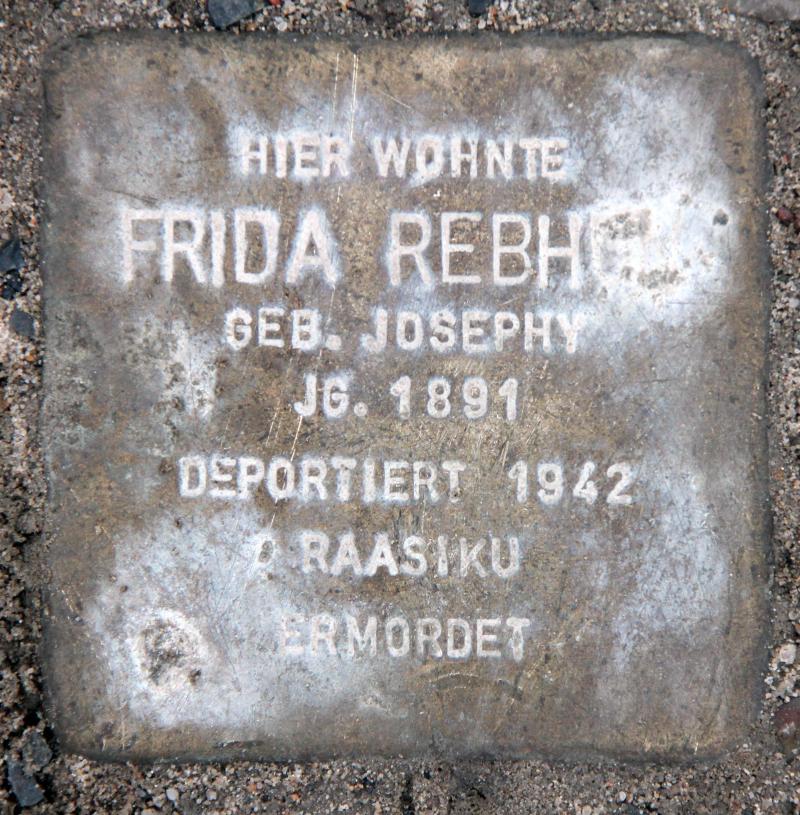 HIER WOHNTE
FRIDA
GEB. JOSEPHY
JG. 1891
DEPORTIERT 1942
RAASIKU
ERMORDET